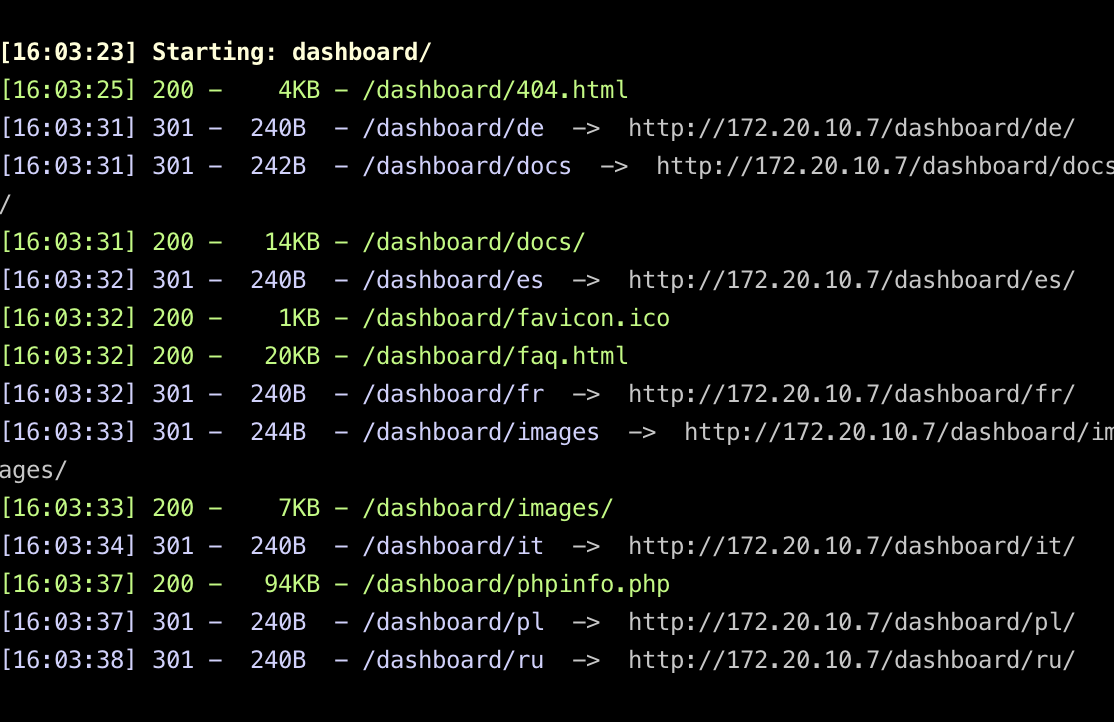 [16:03:23] Starting: dashboard/
[16:03:25] 200 -    4KB - /dashboard/404.html
[16:03:31] 301 -  240B  - /dashboard/de  ->  http://172.20.10.7/dashboard/de/
[16:03:31] 301 -  242B  - /dashboard/docs  ->  http://172.20.10.7/dashboard/docs
/
[16:03:31] 200 -   14KB - /dashboard/docs/
[16:03:32] 301 -  240B  - /dashboard/es  ->  http://172.20.10.7/dashboard/es/
[16:03:32] 200 -    1KB - /dashboard/favicon.ico
[16:03:32] 200 -   20KB - /dashboard/faq.html
[16:03:32] 301 -  240B  - /dashboard/fr  ->  http://172.20.10.7/dashboard/fr/
[16:03:33] 301 -  244B  - /dashboard/images  ->  http://172.20.10.7/dashboard/im
ages/
[16:03:33] 200 -    7KB - /dashboard/images/
[16:03:34] 301 -  240B  - /dashboard/it  ->  http://172.20.10.7/dashboard/it/
[16:03:37] 200 -   94KB - /dashboard/phpinfo.php
[16:03:37] 301 -  240B  - /dashboard/pl  ->  http://172.20.10.7/dashboard/pl/
[16:03:38] 301 -  240B  - /dashboard/ru  ->  http://172.20.10.7/dashboard/ru/